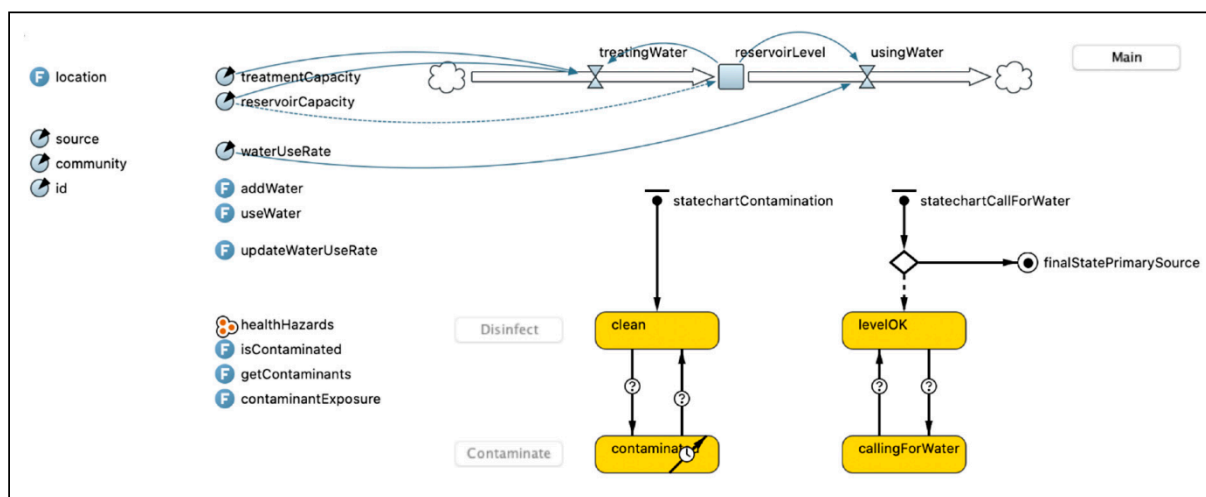 treatingWater
reservoirLevel
usingWater
Main
F location
treatmentCapacity
reservoirCapacity
source
community
id
waterUseRate
F addWater
F useWater
F updateWaterUseRate
statechartContamination
statechartCallForWater
finalStatePrimarySource
healthHazards
F isContaminated
F getContaminants
F contaminantExposure
Disinfect
clean
levelOK
?
?
?
?
Contaminate
contaminated
callingForWater